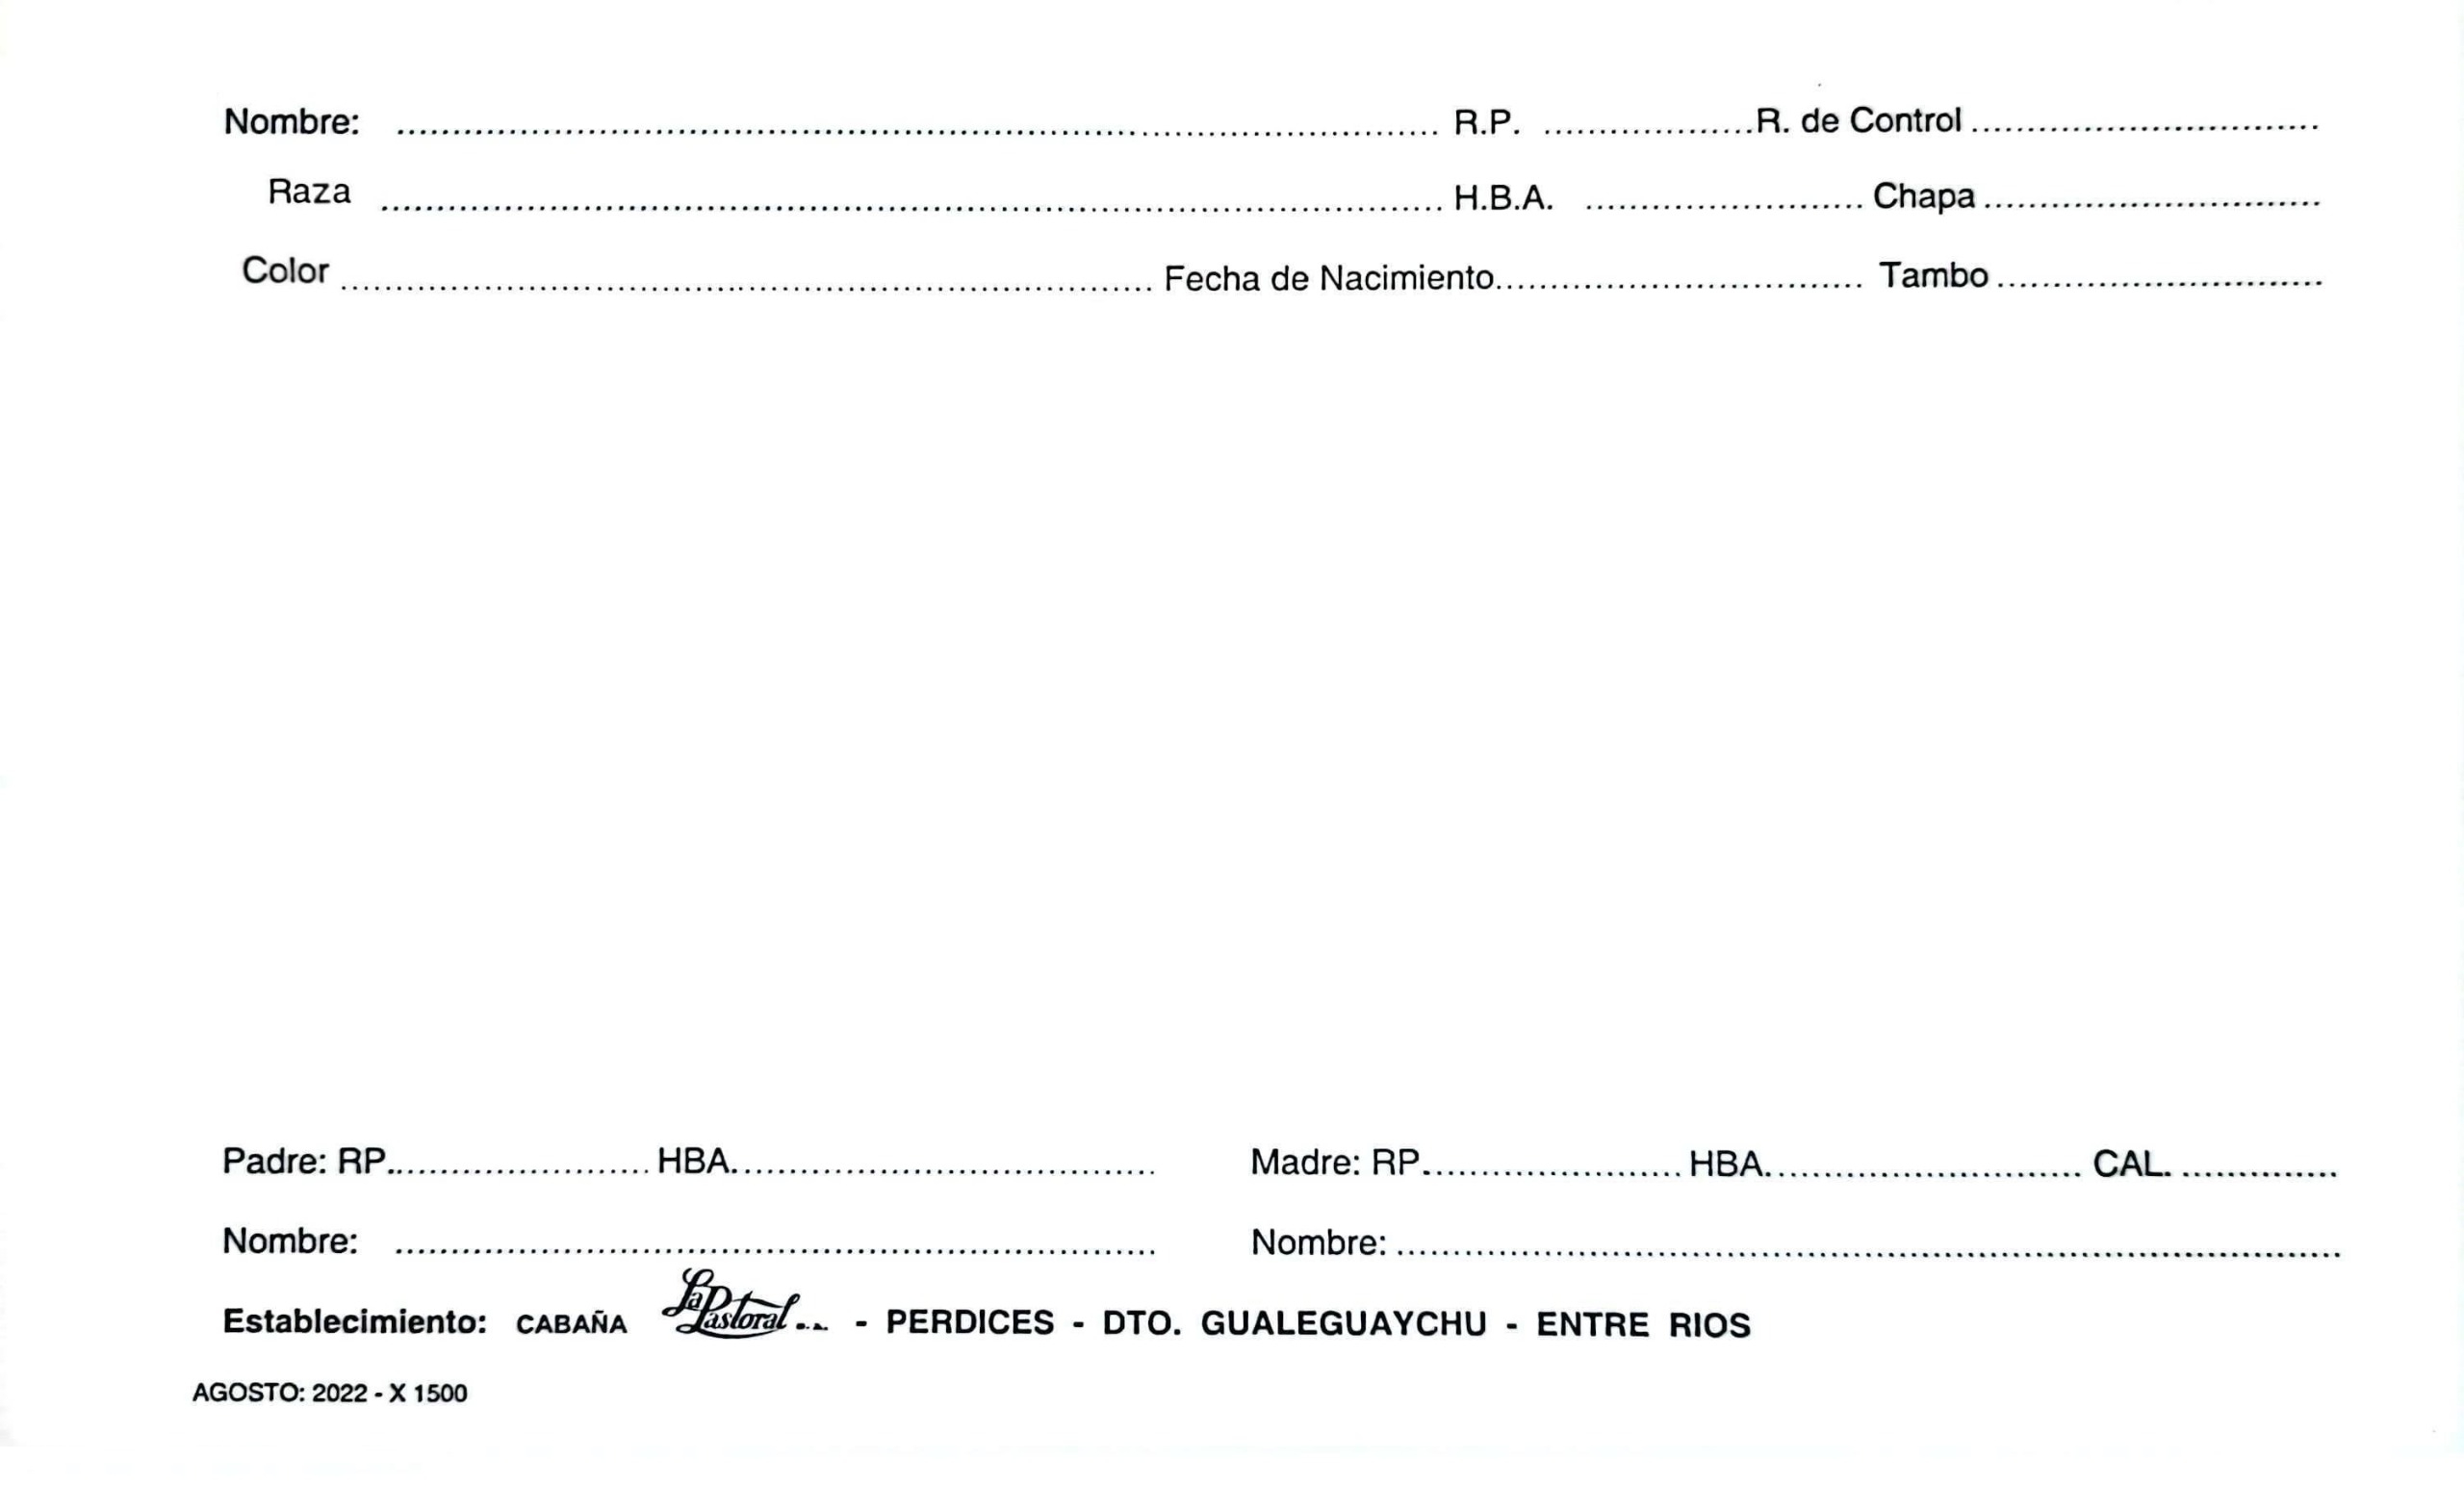 Nombre: ........................ R.P. ............R. de Control ..................
Raza ........................ H.B.A. .................. Chapa ..................
Color ........................ Fecha de Nacimiento........................ Tambo ..................
Padre: RP.................. HBA........................ Madre: RP.................. HBA.................. CAL. ............
Nombre: ........................ Nombre: ........................
Establecimiento: CABAÑA La Pastoral - PERDICES - DTO. GUALEGUAYCHU - ENTRE RIOS
AGOSTO: 2022 - X 1500